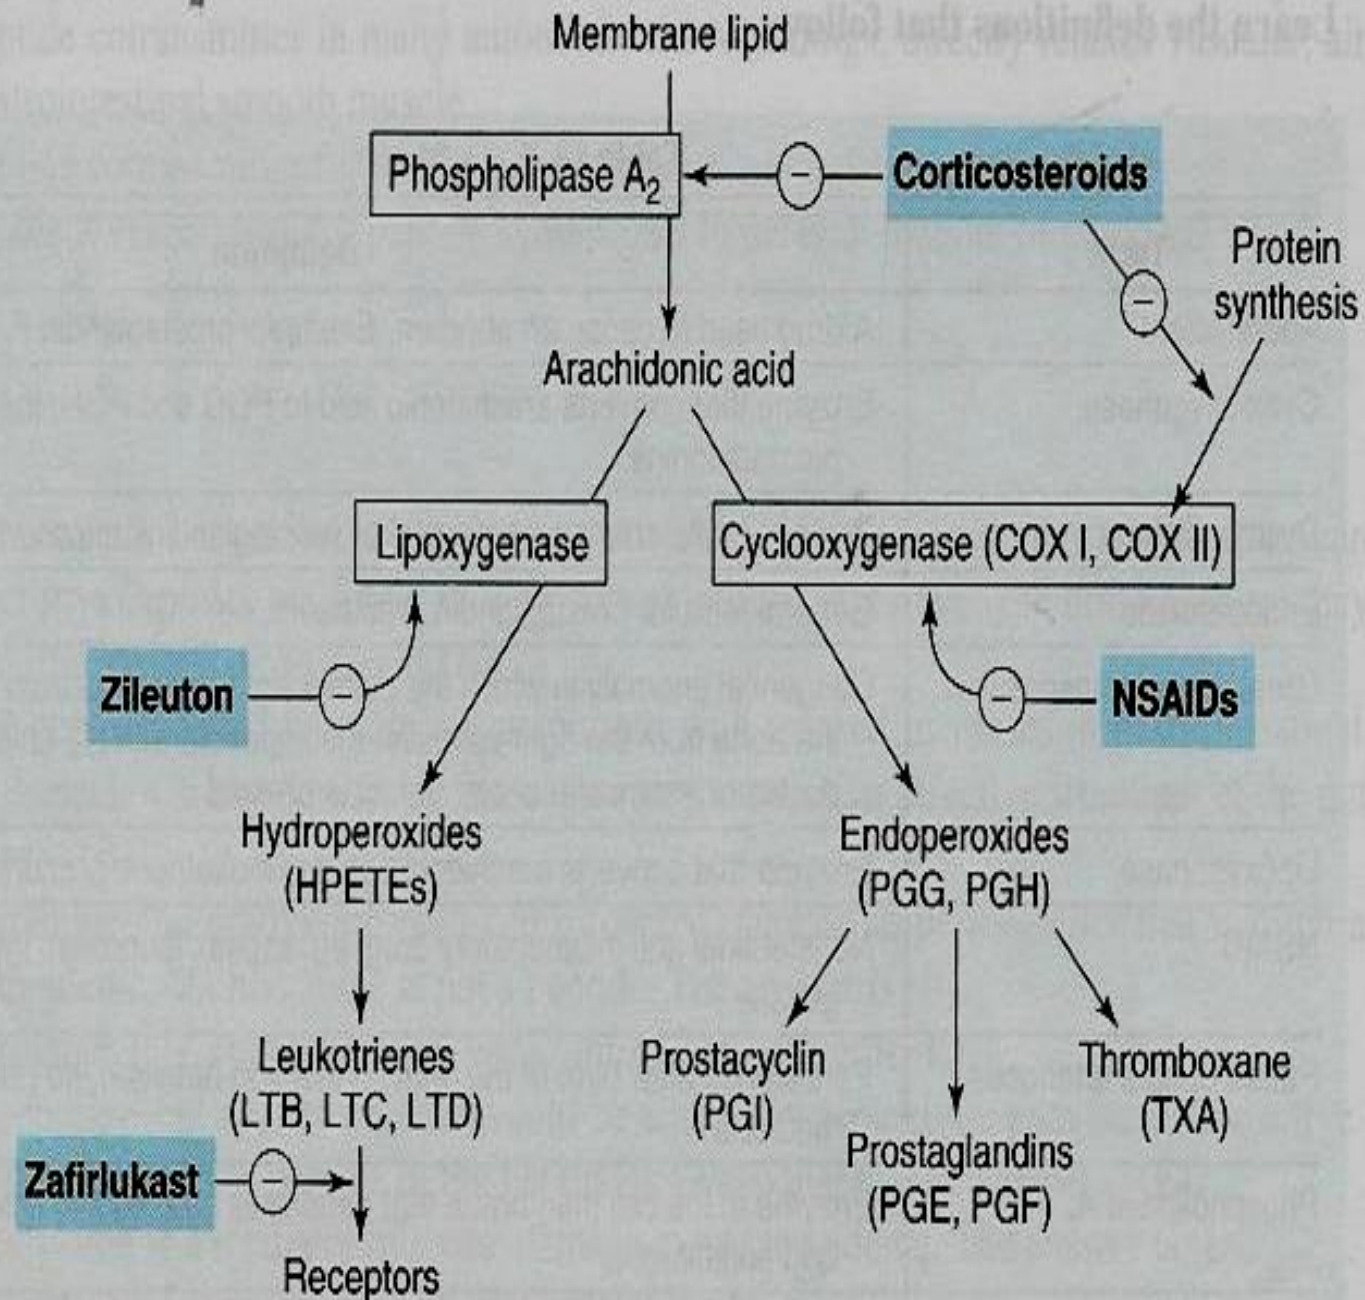 Membrane lipid
Phospholipase A₂
Corticosteroids
Protein
synthesis
Arachidonic acid
Lipoxygenase
Cyclooxygenase (COX I, COX II)
Zileuton
NSAIDs
Hydroperoxides
(HPETEs)
Endoperoxides
(PGG, PGH)
Leukotrienes
(LTB, LTC, LTD)
Prostacyclin
(PGI)
Thromboxane
(TXA)
Prostaglandins
(PGE, PGF)
Zafirlukast
Receptors